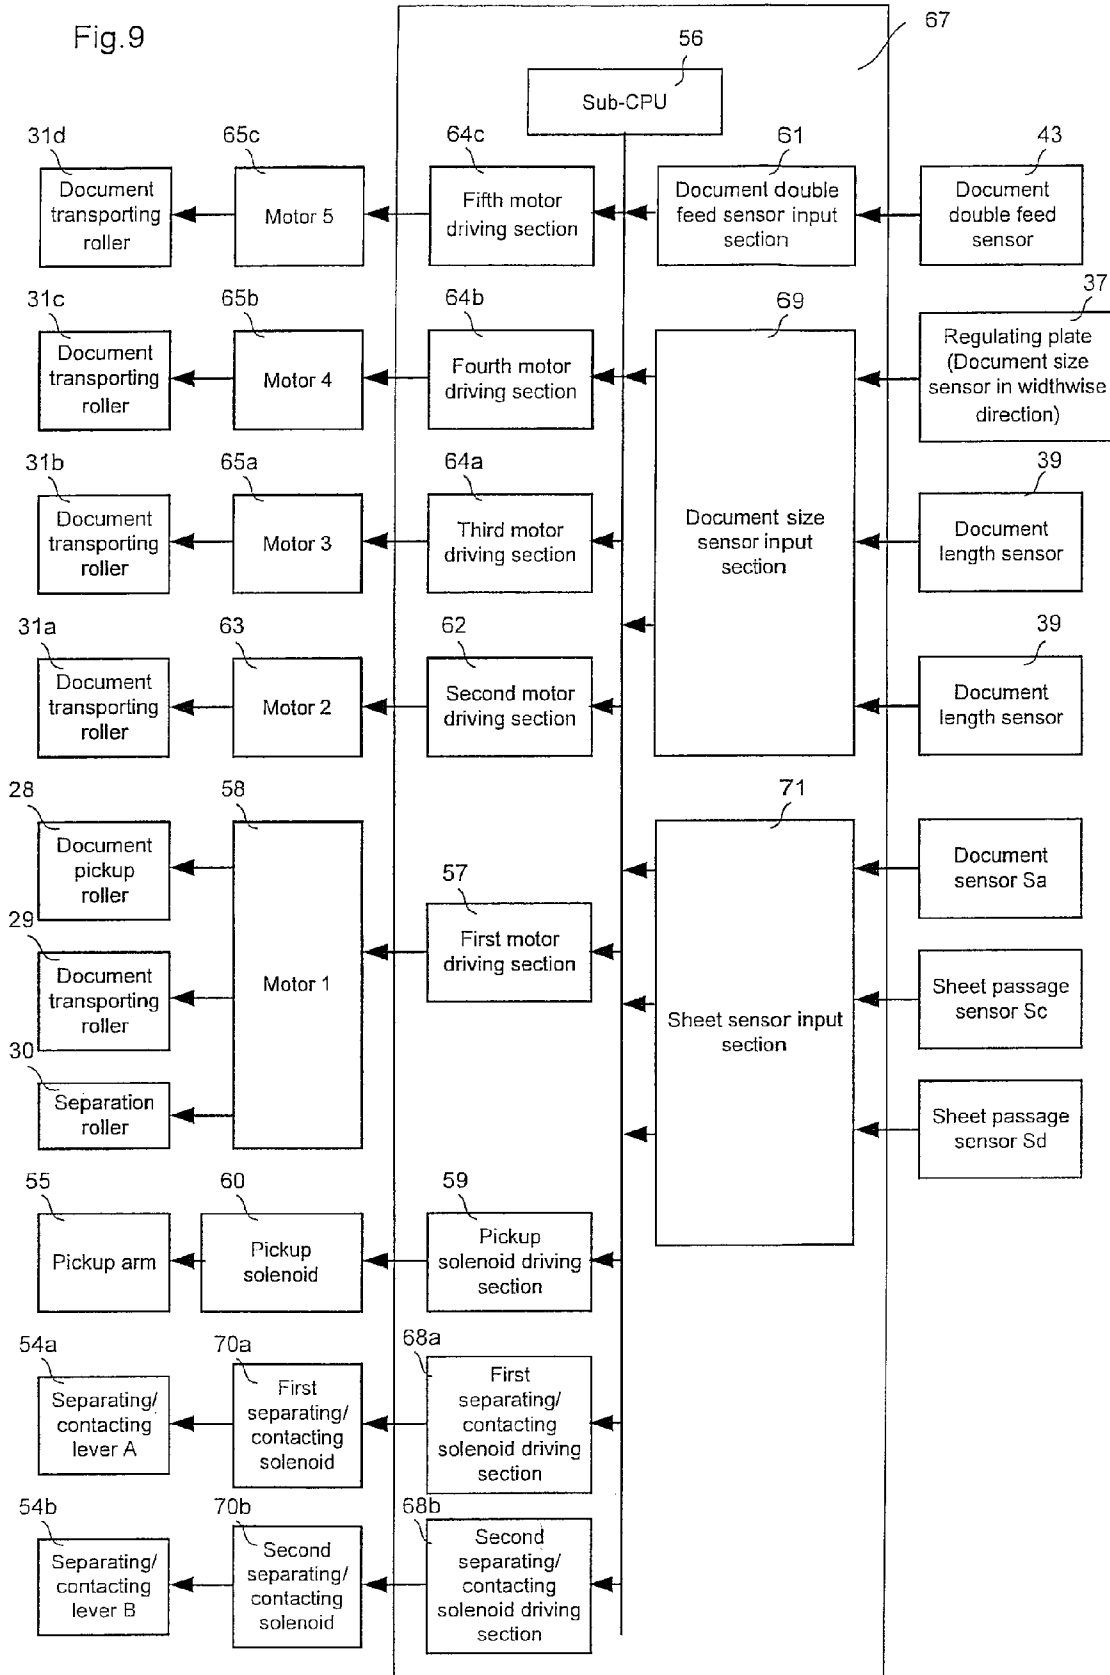 Fig.9
67
56
Sub-CPU
31d
65c
64c
61
43
Document
transporting
roller
Motor 5
Fifth motor
driving section
Document double
feed sensor input
section
Document
double feed
sensor
31c
65b
64b
69
37
Document
transporting
roller
Motor 4
Fourth motor
driving section
Regulating plate
(Document size
sensor in widthwise
direction)
31b
65a
64a
39
Document
transporting
roller
Motor 3
Third motor
driving section
Document size
sensor input
section
Document
length sensor
31a
63
62
39
Document
transporting
roller
Motor 2
Second motor
driving section
Document
length sensor
28
58
71
Document
pickup
roller
Document
sensor Sa
29
57
Document
transporting
roller
Motor 1
First motor
driving section
Sheet sensor input
section
Sheet passage
sensor Sc
30
Separation
roller
Sheet passage
sensor Sd
55
60
59
Pickup arm
Pickup
solenoid
Pickup
solenoid driving
section
54a
70a
68a
Separating/
contacting
lever A
First
separating/
contacting
solenoid
First
separating/
contacting
solenoid driving
section
54b
70b
68b
Separating/
contacting
lever B
Second
separating/
contacting
solenoid
Second
separating/
contacting
solenoid driving
section